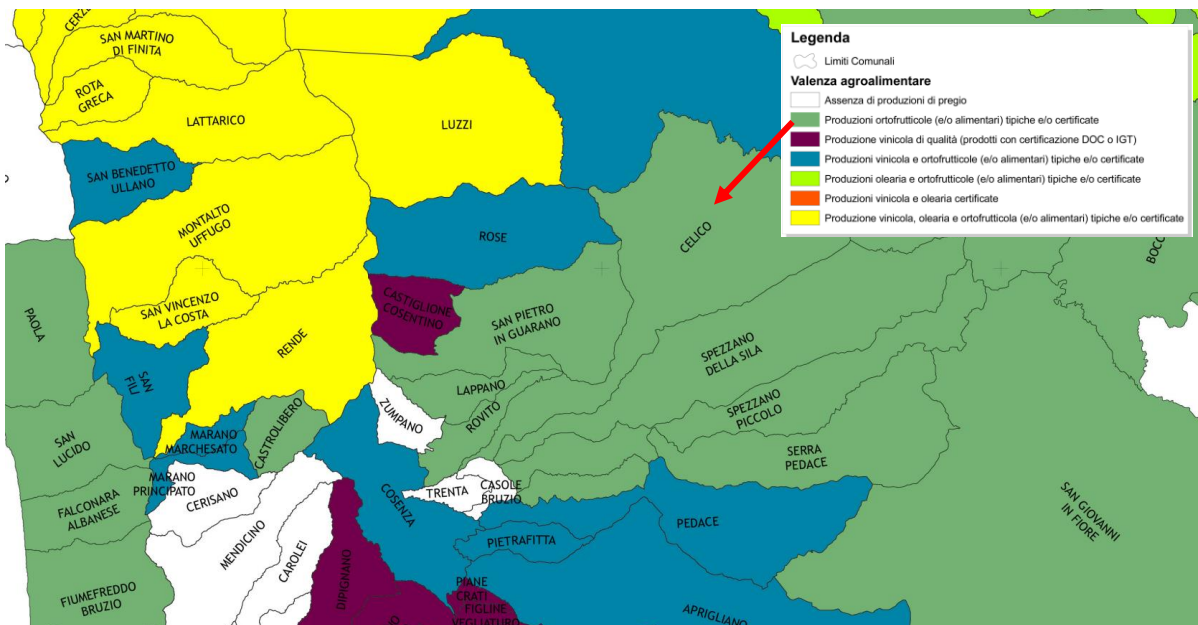 CERZ
SAN MARTINO
DI FINITA
ROTA
GRECA
LATTARICO
LUZZI
SAN BENEDETTO
ULLANO
MONTALTO
UFFUGO
ROSE
CELICO
BOCC
SAN VINCENZO
LA COSTA
CASTIGLIONE
COSENTINO
SAN PIETRO
IN GUARANO
PAOLA
RENDE
SPEZZANO
DELLA SILA
SAN
FILI
LAPPANO
ROVITO
ZUMPANO
SPEZZANO
PICCOLO
CASTROLIBERO
MARANO
MARCHESATO
SAN
LUCIDO
SERRA
PEDACE
MARANO
PRINCIPATO
CERISANO
TRENTA
CASOLE
BRUZIO
COSENZA
FALCONARA
ALBANESE
SAN GIOVANNI
IN FIORE
PEDACE
MENDICINO
CAROLEI
PIETRAFITTA
DIPIGNANO
PIANE
CRATI
FIGLINE
VEGLIATURO
FIUMEFREDDO
BRUZIO
APRIGLIANO
Legenda
Limiti Comunali
Valenza agroalimentare
Assenza di produzioni di pregio
Produzioni ortofrutticole (e/o alimentari) tipiche e/o certificate
Produzione vinicola di qualità (prodotti con certificazione DOC o IGT)
Produzioni vinicola e ortofrutticole (e/o alimentari) tipiche e/o certificate
Produzioni olearia e ortofrutticole (e/o alimentari) tipiche e/o certificate
Produzioni vinicola e olearia certificate
Produzione vinicola, olearia e ortofrutticola (e/o alimentari) tipiche e/o certificate